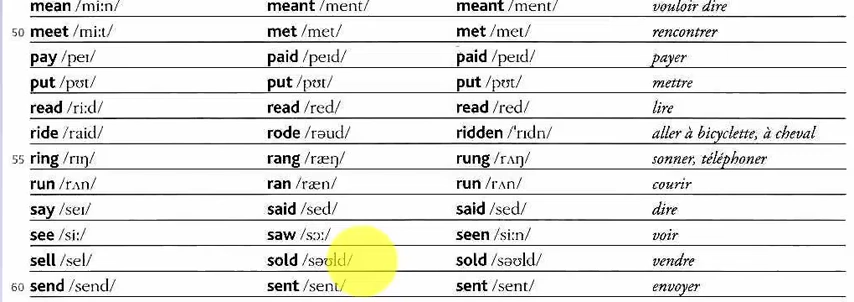 mean /miːn/ meant /ment/ meant /ment/ vouloir dire
50 meet /miːt/ met /met/ met /met/ rencontrer
pay /peɪ/ paid /peɪd/ paid /peɪd/ payer
put /pʊt/ put /pʊt/ put /pʊt/ mettre
read /riːd/ read /red/ read /red/ lire
ride /raid/ rode /rəud/ ridden /ˈrɪdn/ aller à bicyclette, à cheval
55 ring /rɪŋ/ rang /ræŋ/ rung /rʌŋ/ sonner, téléphoner
run /rʌn/ ran /ræn/ run /rʌn/ courir
say /seɪ/ said /sed/ said /sed/ dire
see /siː/ saw /sɔː/ seen /siːn/ voir
sell /sel/ sold /səʊld/ sold /səʊld/ vendre
60 send /send/ sent /sent/ sent /sent/ envoyer